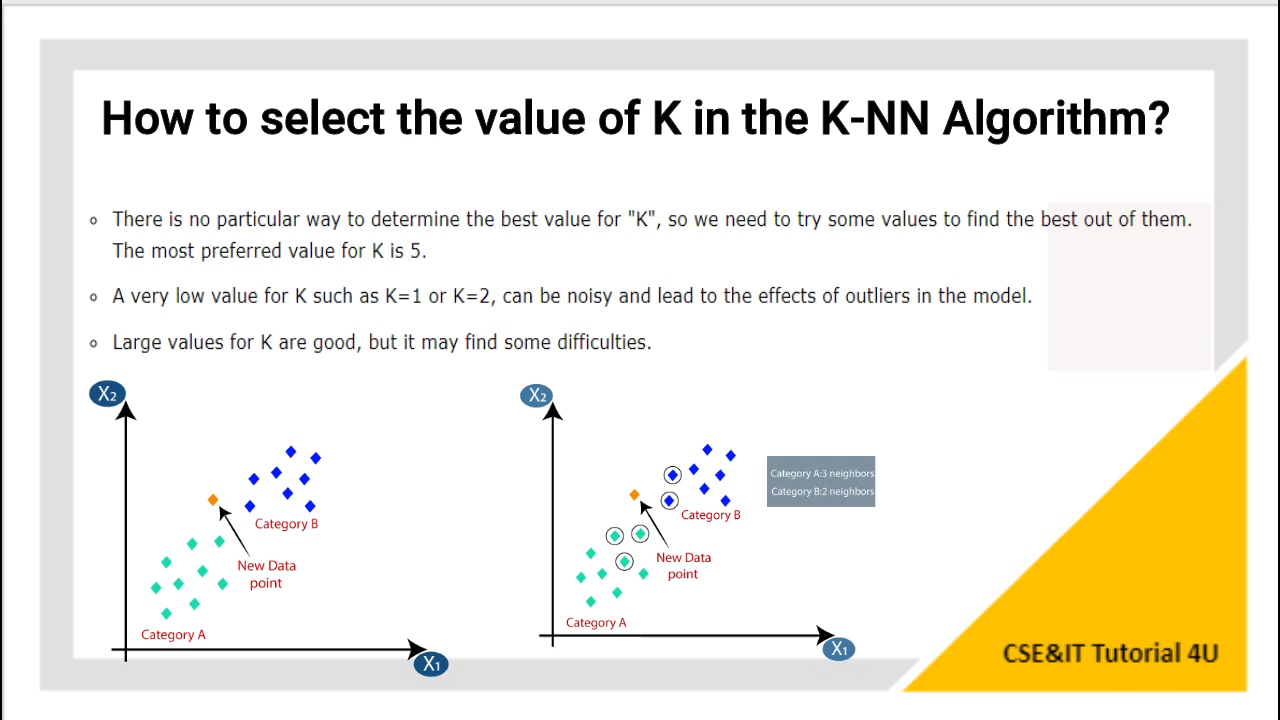 How to select the value of K in the K-NN Algorithm?
There is no particular way to determine the best value for "K", so we need to try some values to find the best out of them.
The most preferred value for K is 5.
A very low value for K such as K=1 or K=2, can be noisy and lead to the effects of outliers in the model.
Large values for K are good, but it may find some difficulties.
X₂
Category B
New Data
point
Category A
X₁
X₂
Category A:3 neighbors
Category B:2 neighbors
Category B
New Data
point
Category A
X₁
CSE&IT Tutorial 4U